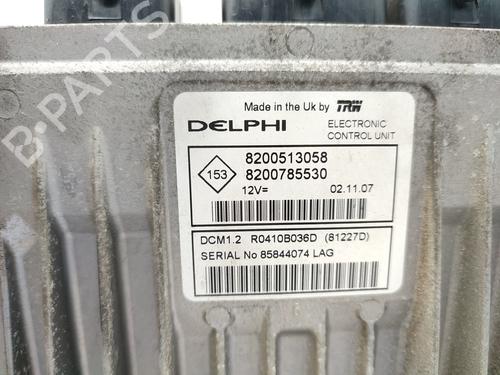 B-PARTS
Made in the Uk by TRW
DELPHI ELECTRONIC
CONTROL UNIT
153
8200513058
8200785530
12V= 02.11.07
DCM1.2 R0410B036D (81227D)
SERIAL No 85844074 LAG